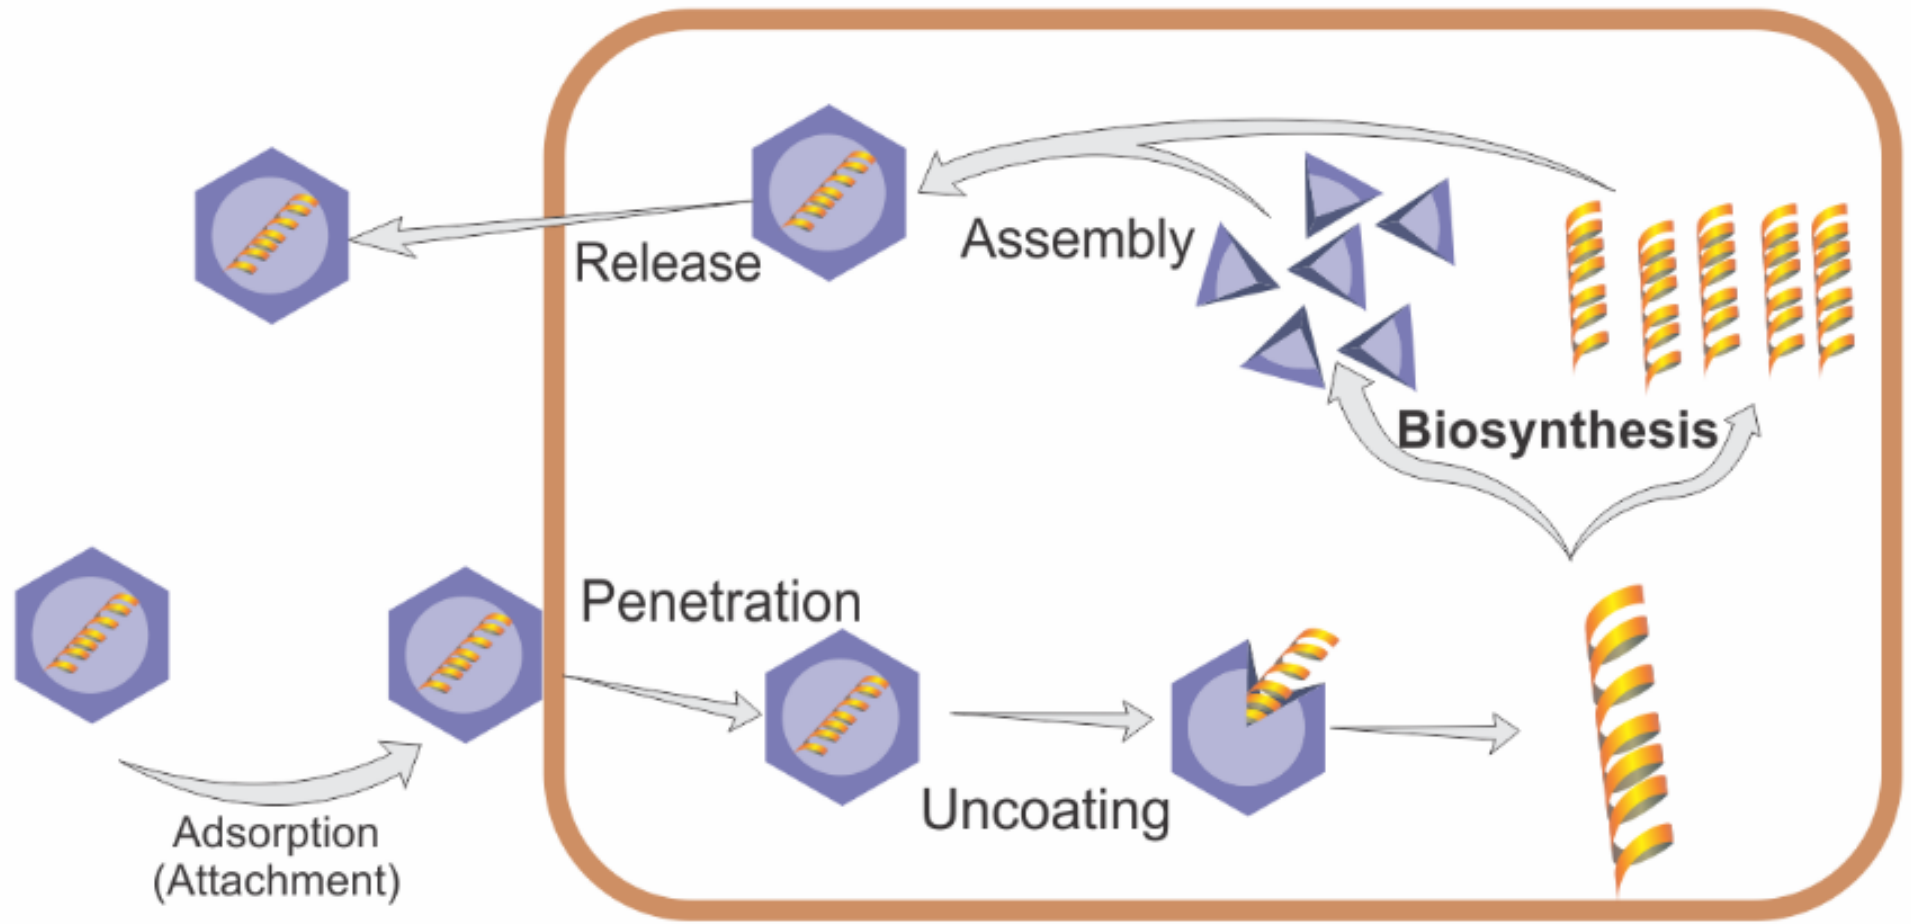 Release
Assembly
Biosynthesis
Penetration
Uncoating
Adsorption
(Attachment)